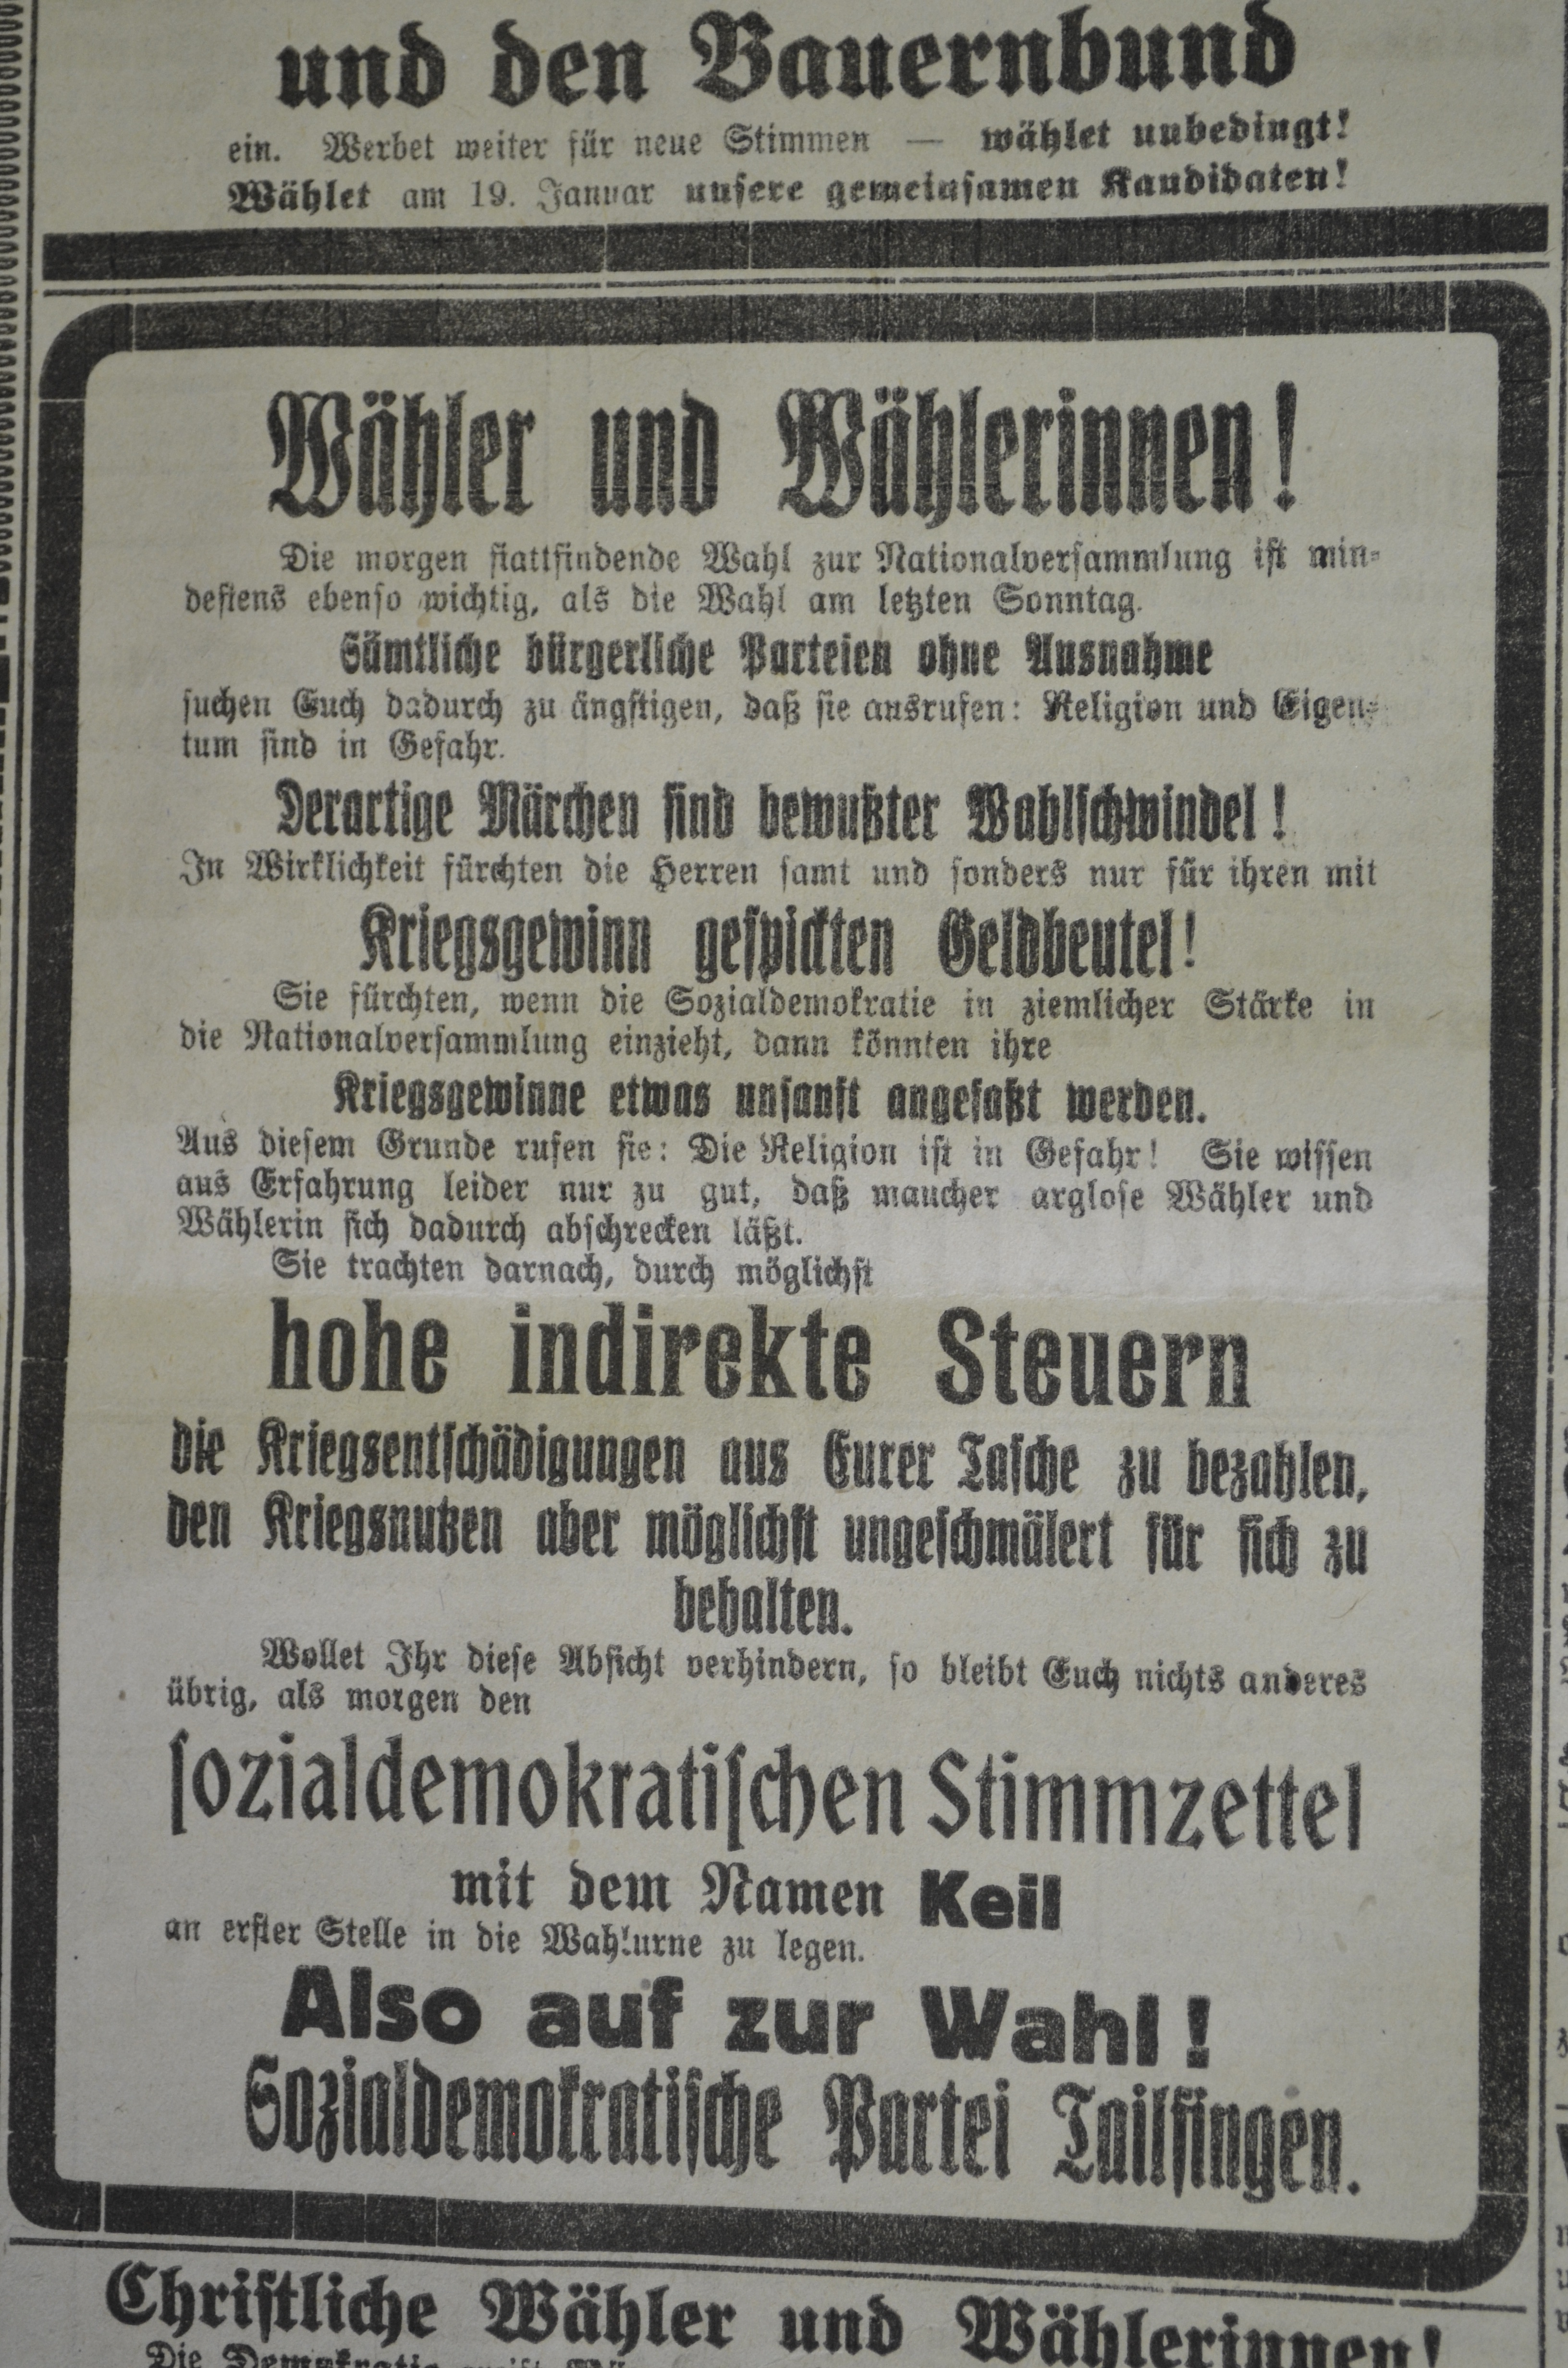 und den Bauernbund
ein. Werbet weiter für neue Stimmen — wählet unbedingt!
Wählet am 19. Januar unsere gemeinsamen Kandidaten!
Wähler und Wählerinnen!
Die morgen stattfindende Wahl zur Nationalversammlung ist min-
destens ebenso wichtig, als die Wahl am letzten Sonntag.
Sämtliche bürgerliche Parteien ohne Ausnahme
suchen Euch dadurch zu ängstigen, daß sie ausrufen: Religion und Eigen-
tum sind in Gefahr.
Derartige Märchen sind bewußter Wahlschwindel!
In Wirklichkeit fürchten die Herren samt und sonders nur für ihren mit
Kriegsgewinn gespickten Geldbeutel!
Sie fürchten, wenn die Sozialdemokratie in ziemlicher Stärke in
die Nationalversammlung einzieht, dann könnten ihre
Kriegsgewinne etwas unsanft angefaßt werden.
Aus diesem Grunde rufen sie: Die Religion ist in Gefahr! Sie wissen
aus Erfahrung leider nur zu gut, daß mancher arglose Wähler und
Wählerin sich dadurch abschrecken läßt.
Sie trachten darnach, durch möglichst
hohe indirekte Steuern
die Kriegsentschädigungen aus Eurer Tasche zu bezahlen,
den Kriegsnutzen aber möglichst ungeschmälert für sich zu
behalten.
Wollet Ihr diese Absicht verhindern, so bleibt Euch nichts anderes
übrig, als morgen den
sozialdemokratischen Stimmzettel
mit dem Namen Keil
an erster Stelle in die Wahlurne zu legen.
Also auf zur Wahl!
Sozialdemokratische Partei Tailfingen.
Christliche Wähler und Wählerinnen!
Die Demokratie